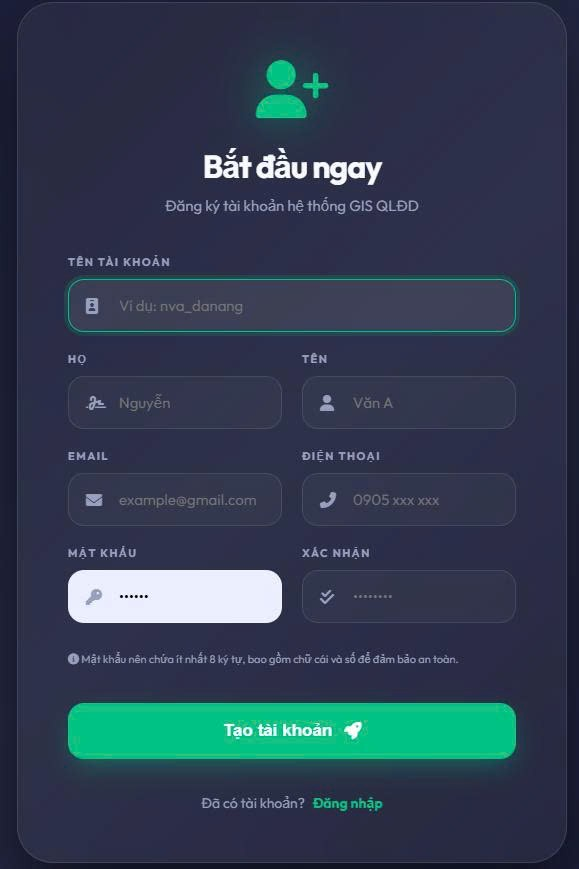 Bắt đầu ngay
Đăng ký tài khoản hệ thống GIS QLĐD
TÊN TÀI KHOẢN
Ví dụ: nva_danang
HỌ TÊN
Nguyễn Văn A
EMAIL ĐIỆN THOẠI
example@gmail.com 0905 xxx xxx
MẬT KHẨU XÁC NHẬN
•••••• ••••••••
Mật khẩu nên chứa ít nhất 8 ký tự, bao gồm chữ cái và số để đảm bảo an toàn.
Tạo tài khoản
Đã có tài khoản? Đăng nhập